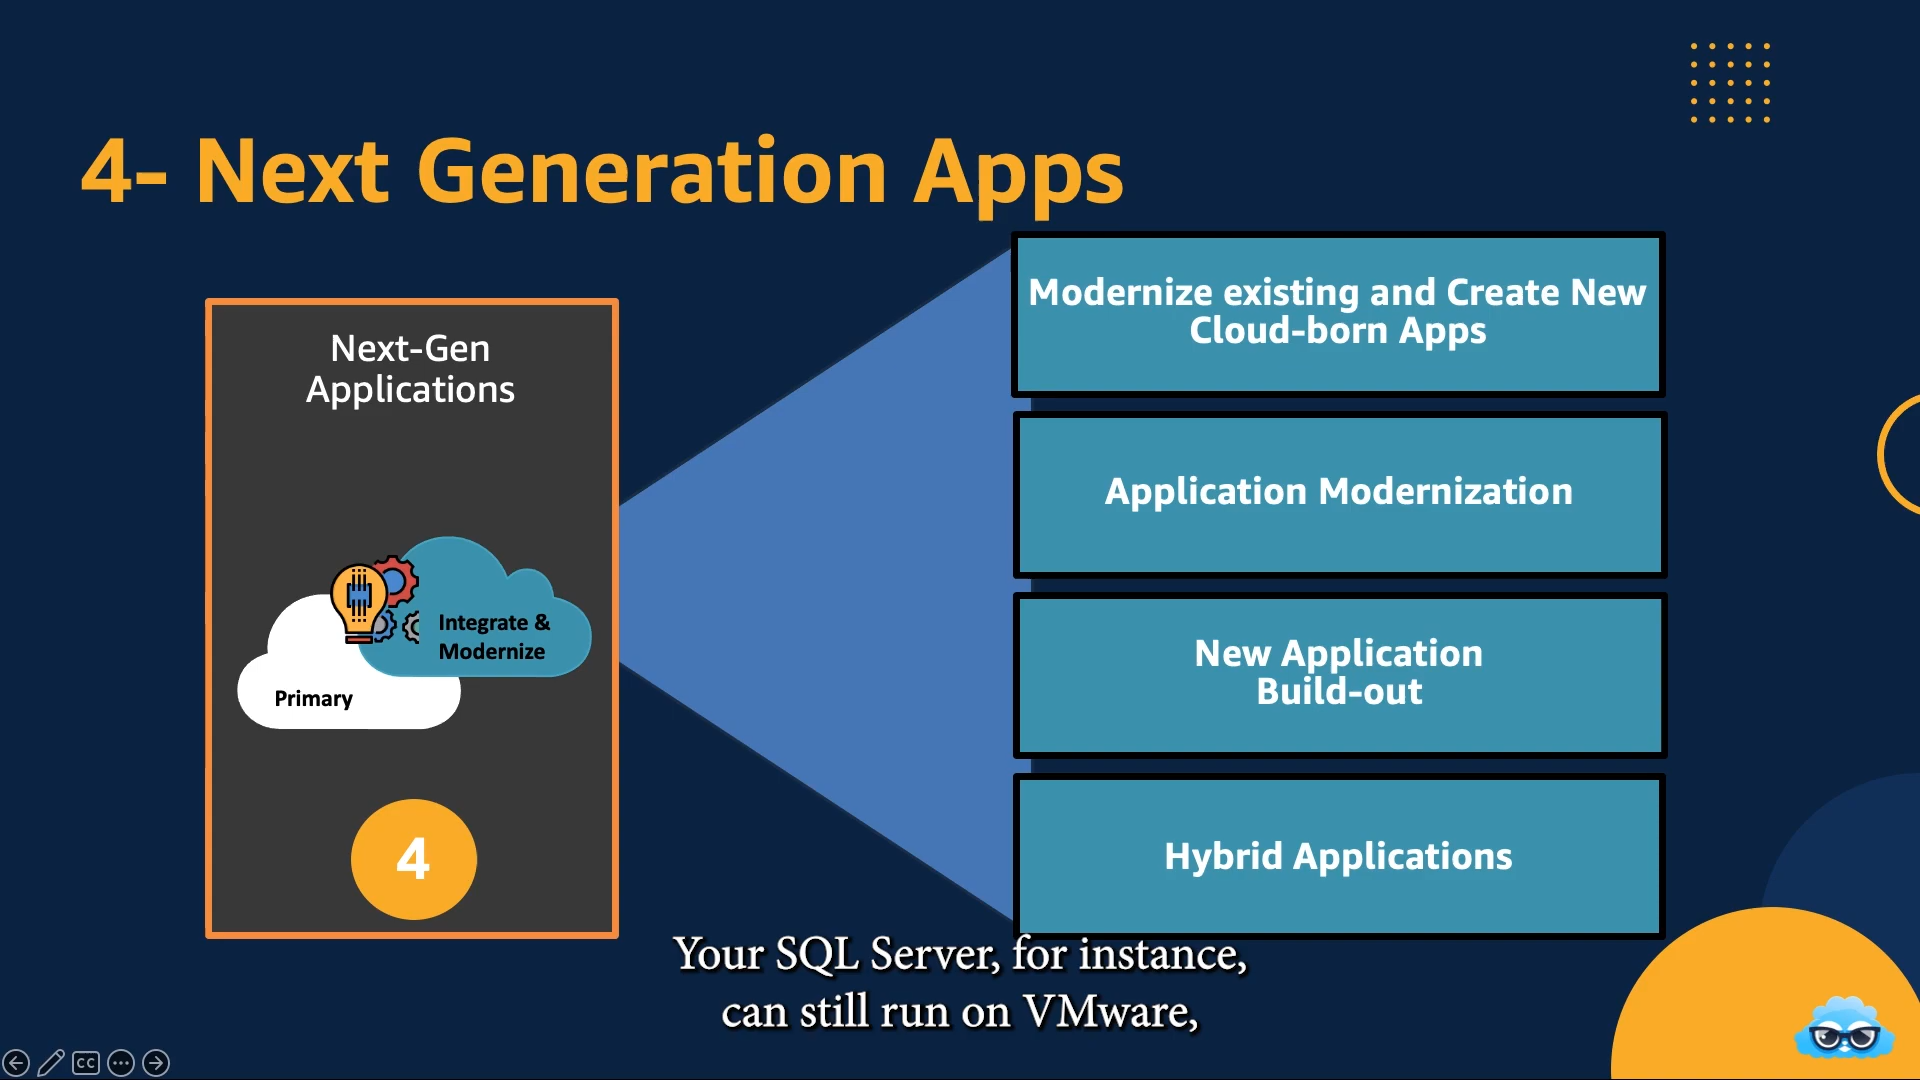 4- Next Generation Apps
Next-Gen
Applications
Integrate &
Modernize
Primary
4
Modernize existing and Create New
Cloud-born Apps
Application Modernization
New Application
Build-out
Hybrid Applications
Your SQL Server, for instance,
can still run on VMware,
CC